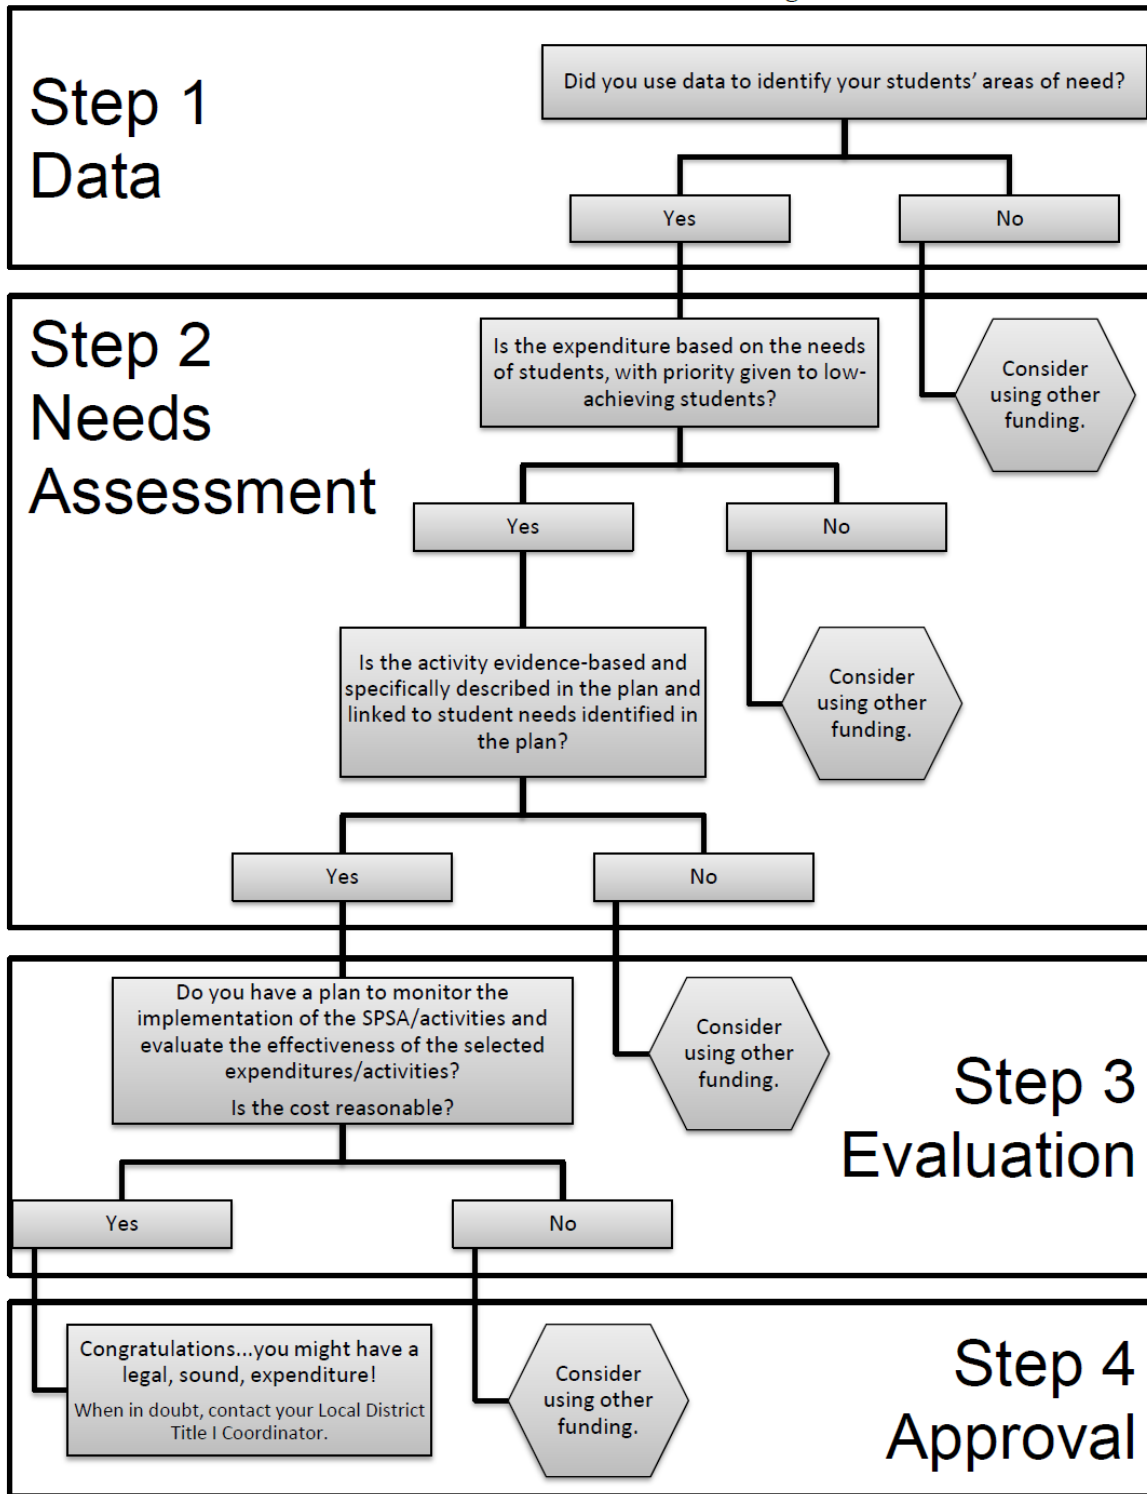 Step 1
Data
Did you use data to identify your students’ areas of need?
Yes
No
Step 2
Needs
Assessment
Is the expenditure based on the needs
of students, with priority given to low-
achieving students?
Consider
using other
funding.
Yes
No
Is the activity evidence-based and
specifically described in the plan and
linked to student needs identified in
the plan?
Consider
using other
funding.
Yes
No
Do you have a plan to monitor the
implementation of the SPSA/activities and
evaluate the effectiveness of the selected
expenditures/activities?
Is the cost reasonable?
Consider
using other
funding.
Step 3
Evaluation
Yes
No
Congratulations...you might have a
legal, sound, expenditure!
When in doubt, contact your Local District
Title I Coordinator.
Consider
using other
funding.
Step 4
Approval